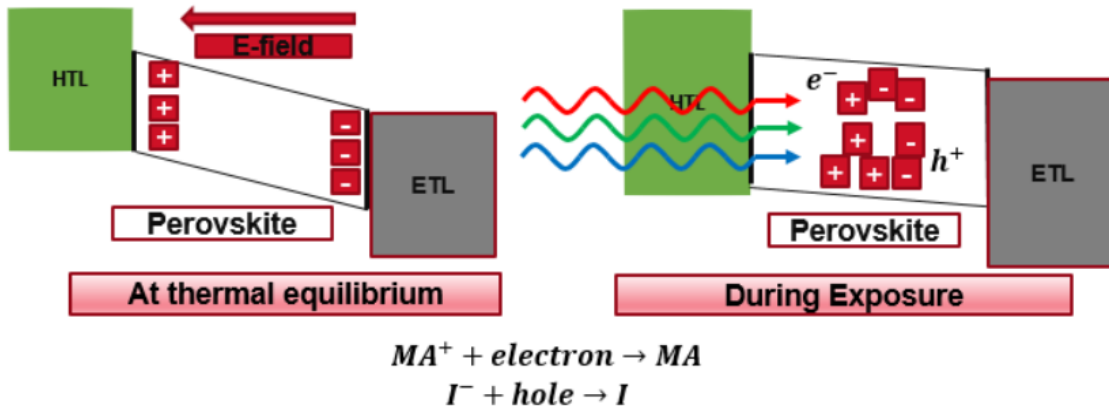 E-field
HTL
+
+
+
-
-
-
ETL
Perovskite
At thermal equilibrium
HTL
e⁻
+
-
-
+
-
+
+
-
h⁺
ETL
Perovskite
During Exposure
MA⁺ + electron → MA
I⁻ + hole → I